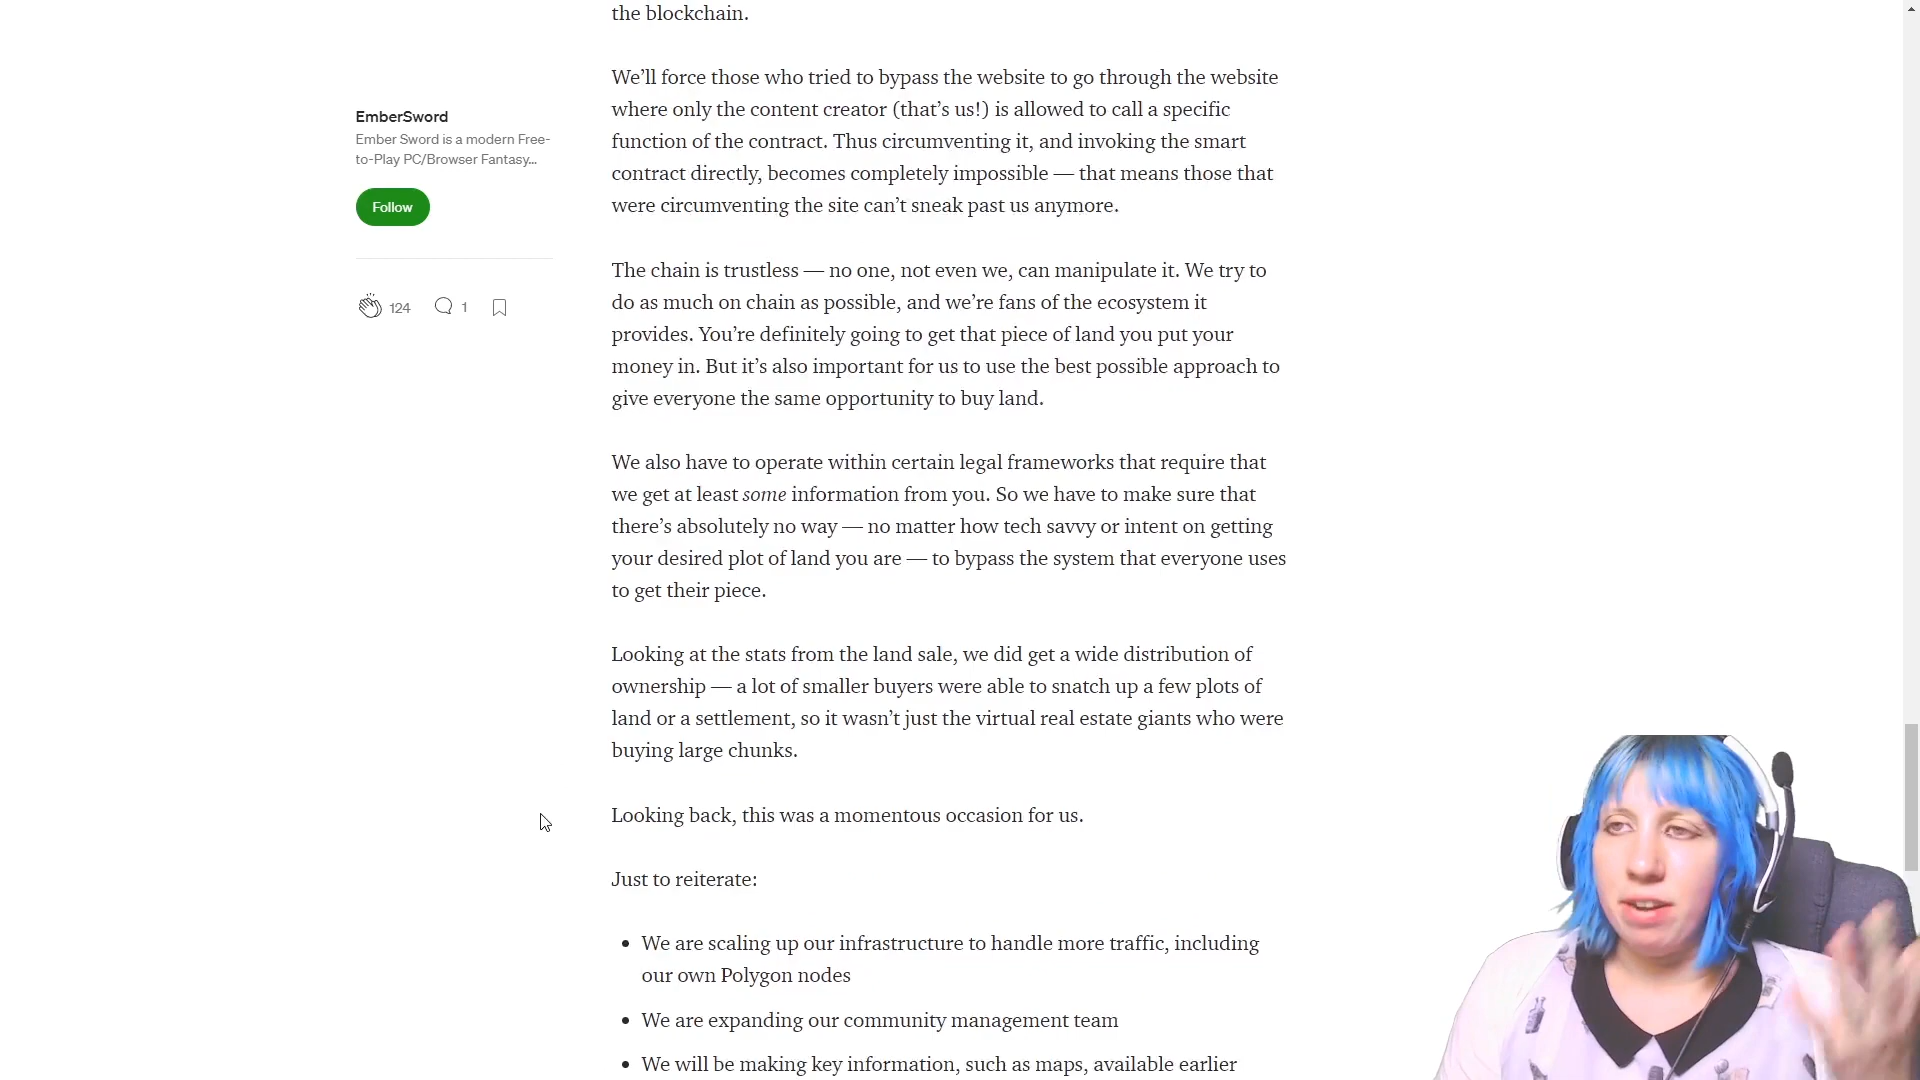 the blockchain.
We'll force those who tried to bypass the website to go through the website
where only the content creator (that's us!) is allowed to call a specific
function of the contract. Thus circumventing it, and invoking the smart
contract directly, becomes completely impossible — that means those that
were circumventing the site can't sneak past us anymore.
EmberSword
Ember Sword is a modern Free-
to-Play PC/Browser Fantasy...
Follow
124
1
The chain is trustless — no one, not even we, can manipulate it. We try to
do as much on chain as possible, and we're fans of the ecosystem it
provides. You're definitely going to get that piece of land you put your
money in. But it's also important for us to use the best possible approach to
give everyone the same opportunity to buy land.
We also have to operate within certain legal frameworks that require that
we get at least some information from you. So we have to make sure that
there's absolutely no way — no matter how tech savvy or intent on getting
your desired plot of land you are — to bypass the system that everyone uses
to get their piece.
Looking at the stats from the land sale, we did get a wide distribution of
ownership — a lot of smaller buyers were able to snatch up a few plots of
land or a settlement, so it wasn't just the virtual real estate giants who were
buying large chunks.
Looking back, this was a momentous occasion for us.
Just to reiterate:
• We are scaling up our infrastructure to handle more traffic, including
our own Polygon nodes
• We are expanding our community management team
• We will be making key information, such as maps, available earlier